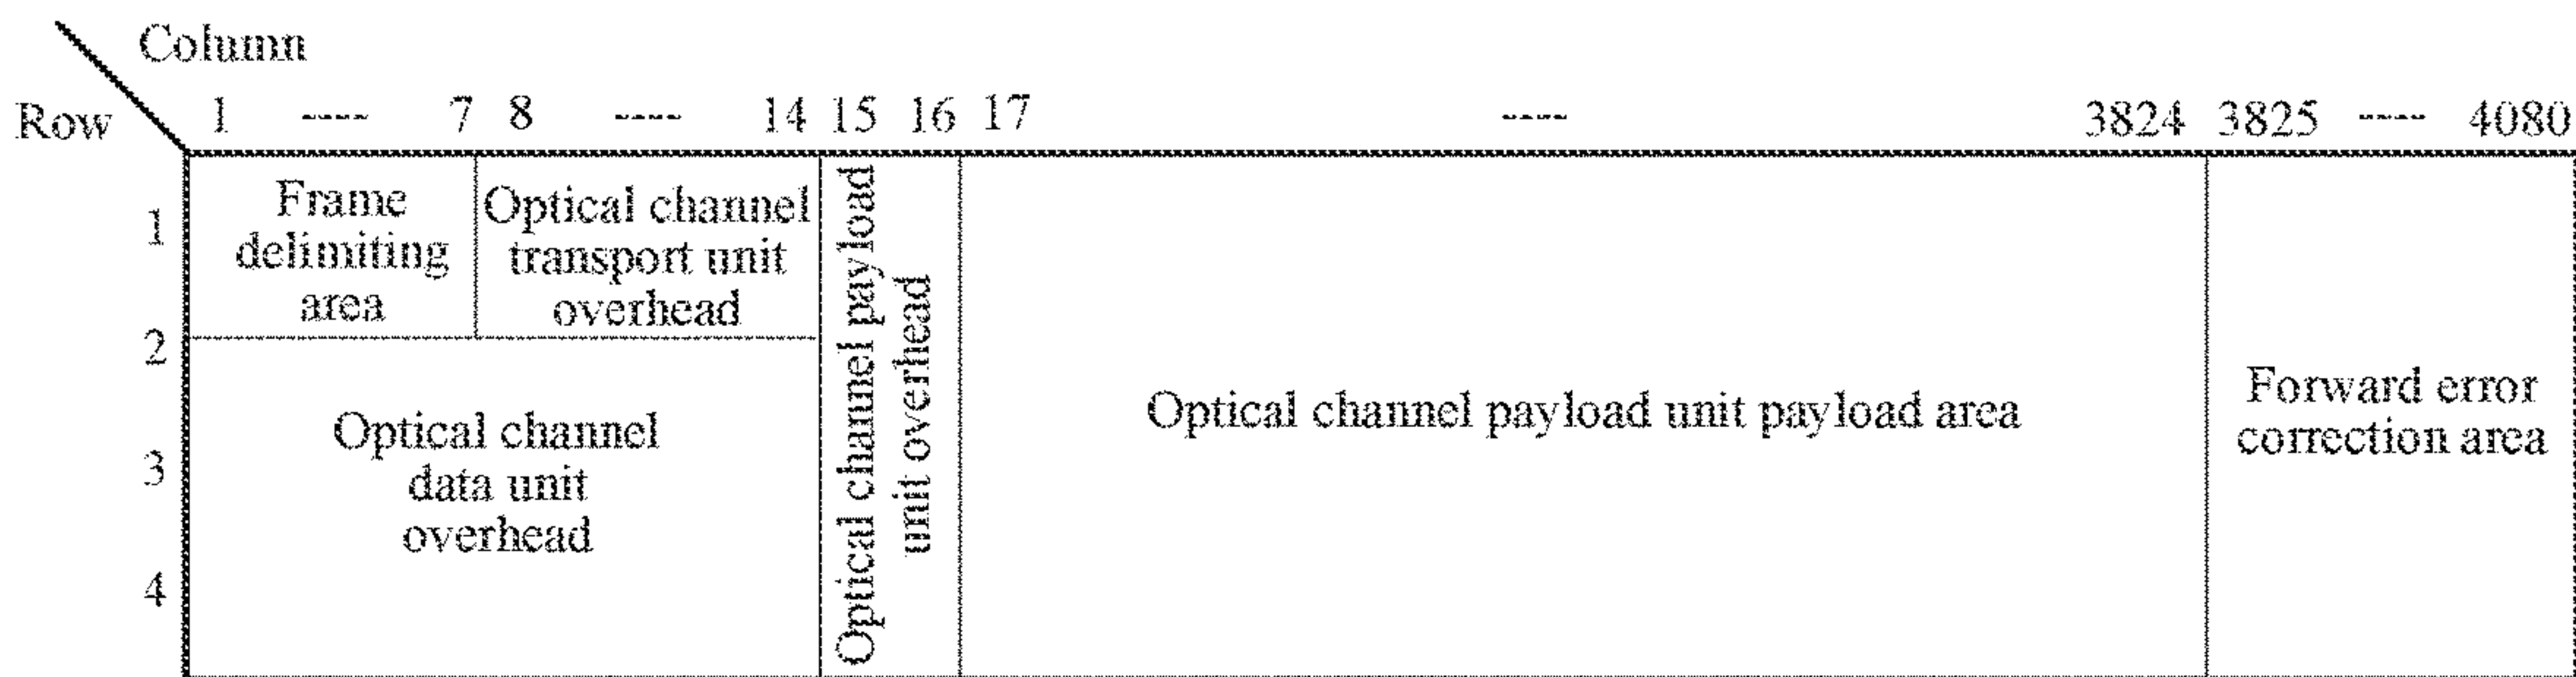 Column
Row
1 ---- 7 8 ---- 14 15 16 17 ---- 3824 3825 ---- 4080
1
2
3
4
Frame
delimiting
area
Optical channel
transport unit
overhead
Optical channel
data unit
overhead
Optical channel payload
unit overhead
Optical channel payload unit payload area
Forward error
correction area